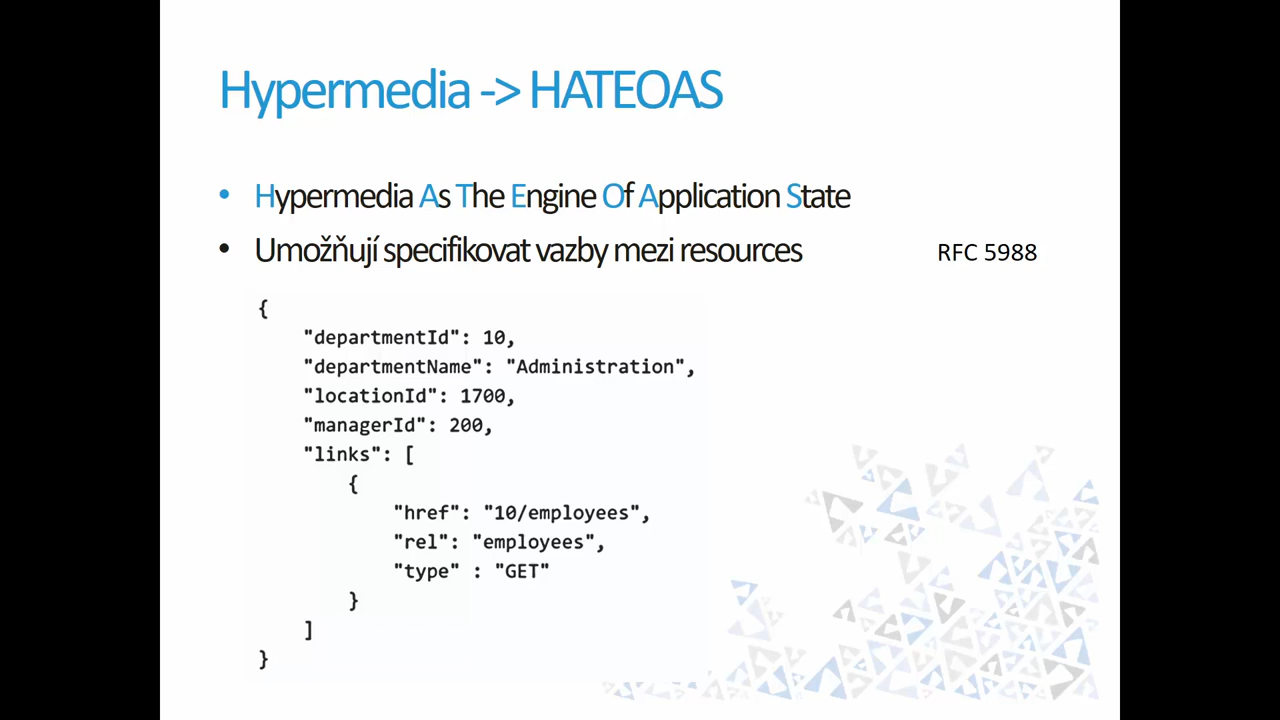 Hypermedia -> HATEOAS
• Hypermedia As The Engine Of Application State
• Umožňují specifikovat vazby mezi resources RFC 5988
{
    "departmentId": 10,
    "departmentName": "Administration",
    "locationId": 1700,
    "managerId": 200,
    "links": [
        {
            "href": "10/employees",
            "rel": "employees",
            "type" : "GET"
        }
    ]
}